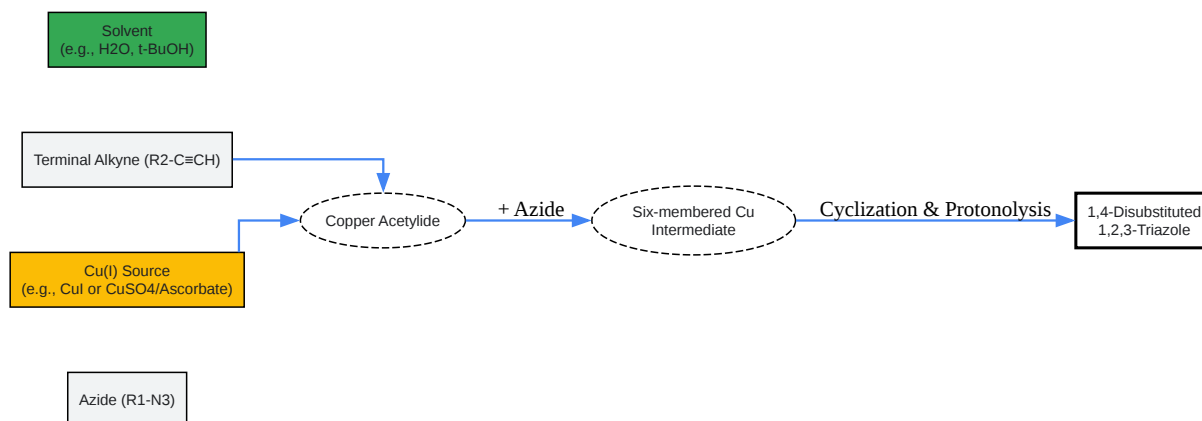 Solvent
(e.g., H2O, t-BuOH)
Terminal Alkyne (R2-C≡CH)
Cu(I) Source
(e.g., CuI or CuSO4/Ascorbate)
Azide (R1-N3)
Copper Acetylide
+ Azide
Six-membered Cu
Intermediate
Cyclization & Protonolysis
1,4-Disubstituted
1,2,3-Triazole